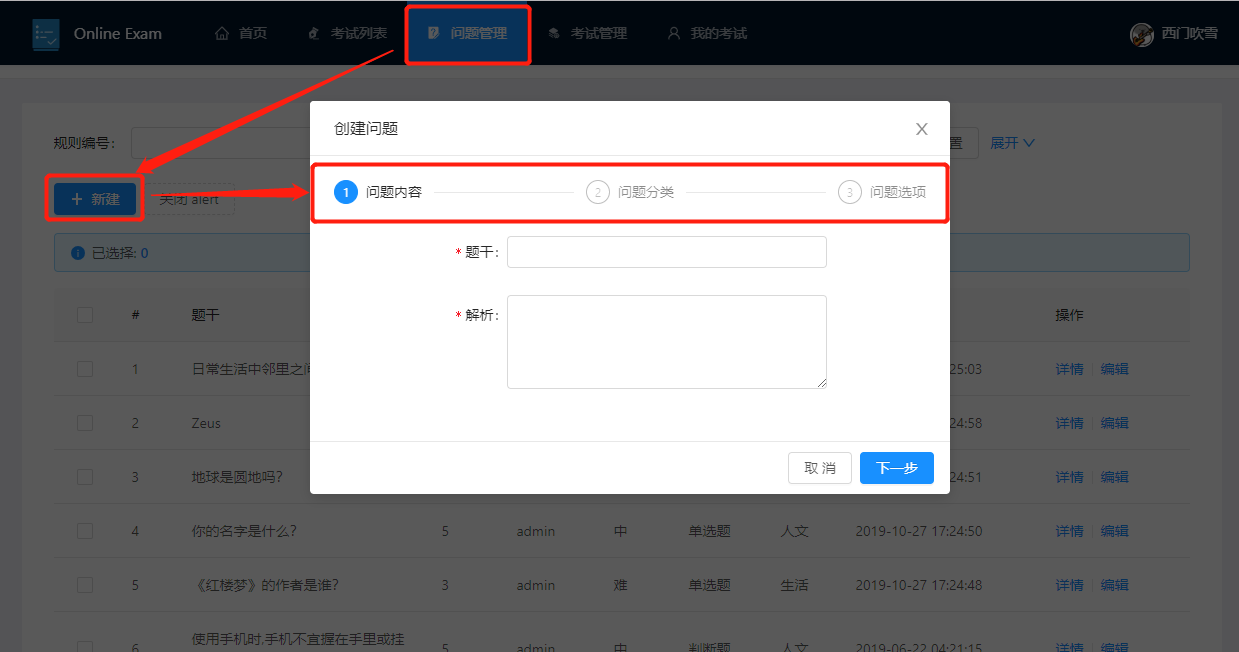 Online Exam 首页 考试列表 问题管理 考试管理 我的考试 西门吹雪
创建问题
规则编号: 置 展开
1 问题内容 2 问题分类 3 问题选项
+ 新建 关闭 alert
已选择: 0
* 题干:
* 解析:
# 题干 操作
1 日常生活中邻里之间 25:03 详情 编辑
2 Zeus 24:58 详情 编辑
取 消 下一步
3 地球是圆地吗? 24:51 详情 编辑
4 你的名字是什么? 5 admin 中 单选题 人文 2019-10-27 17:24:50 详情 编辑
5 《红楼梦》的作者是谁? 3 admin 难 单选题 生活 2019-10-27 17:24:48 详情 编辑
使用手机时,手机不宜握在手里或挂
6 5 admin 中 判断题 人文 2019-06-22 04:21:15 详情 编辑